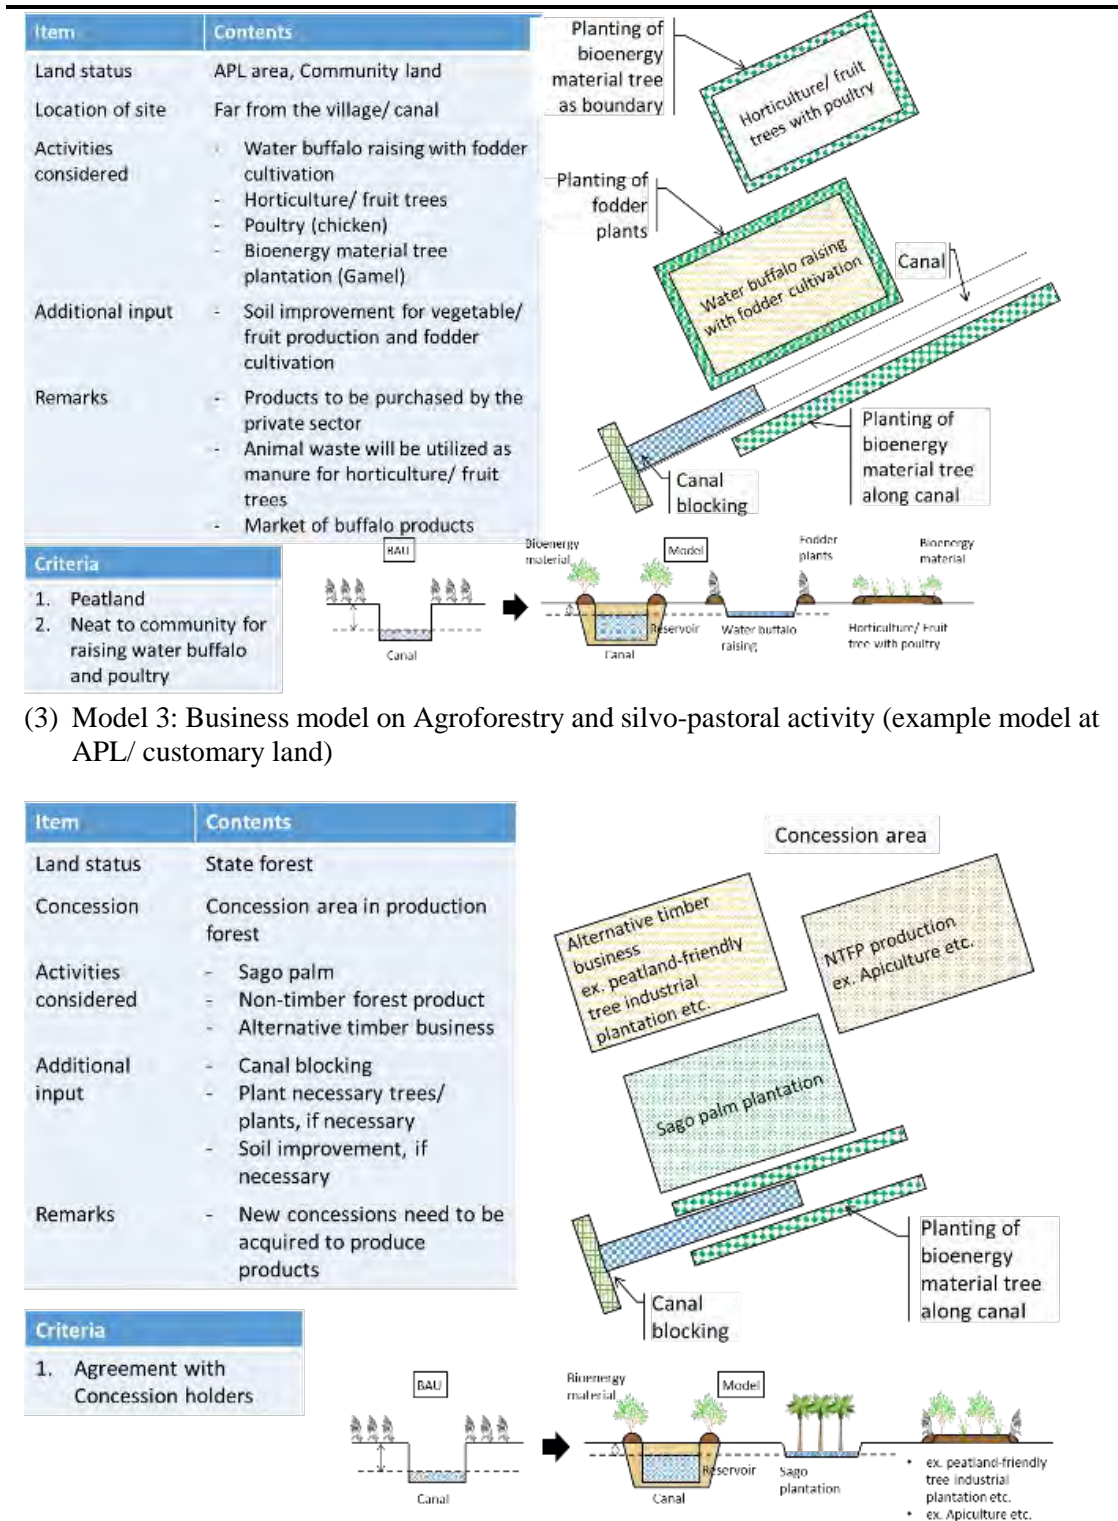 Item Contents
Land status APL area, Community land
Location of site Far from the village/ canal
Activities - Water buffalo raising with fodder
considered cultivation
- Horticulture/ fruit trees
- Poultry (chicken)
- Bioenergy material tree
plantation (Gamel)
Additional input - Soil improvement for vegetable/
fruit production and fodder
cultivation
Remarks - Products to be purchased by the
private sector
- Animal waste will be utilized as
manure for horticulture/ fruit
trees
- Market of buffalo products
Planting of
bioenergy
material tree
as boundary
Horticulture/ fruit
trees with poultry
Planting of
fodder
plants
Water buffalo raising
with fodder cultivation
Canal
Planting of
bioenergy
material tree
along canal
Canal
blocking
Criteria
1. Peatland
2. Neat to community for
raising water buffalo
and poultry
BAU
Canal
Bioenergy
material
Model
Fodder
plants
Bioenergy
material
Reservoir
Canal
Water buffalo
raising
Horticulture/ Fruit
tree with poultry
(3) Model 3: Business model on Agroforestry and silvo-pastoral activity (example model at
APL/ customary land)
Item Contents
Land status State forest
Concession Concession area in production
forest
Activities - Sago palm
considered - Non-timber forest product
- Alternative timber business
Additional - Canal blocking
input - Plant necessary trees/
plants, if necessary
- Soil improvement, if
necessary
Remarks - New concessions need to be
acquired to produce
products
Concession area
Alternative timber
business
ex. peatland-friendly
tree industrial
plantation etc.
NTFP production
ex. Apiculture etc.
Sago palm plantation
Planting of
bioenergy
material tree
along canal
Canal
blocking
Criteria
1. Agreement with
Concession holders
BAU
Canal
Bioenergy
material
Model
Reservoir
Canal
Sago
plantation
• ex. peatland-friendly
tree industrial
plantation etc.
• ex. Apiculture etc.